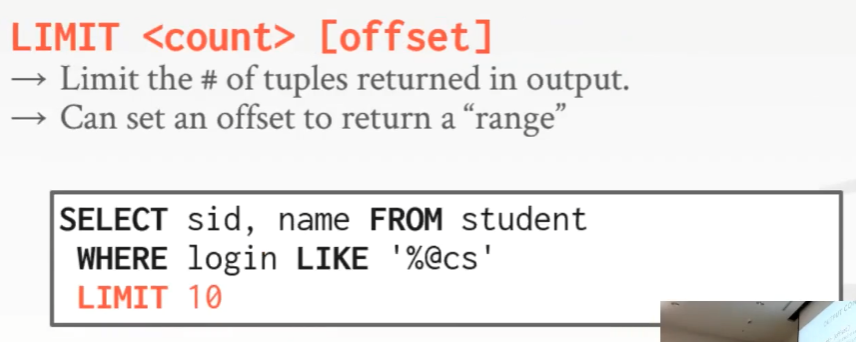 LIMIT <count> [offset]
→ Limit the # of tuples returned in output.
→ Can set an offset to return a “range”
SELECT sid, name FROM student
WHERE login LIKE '%@cs'
LIMIT 10